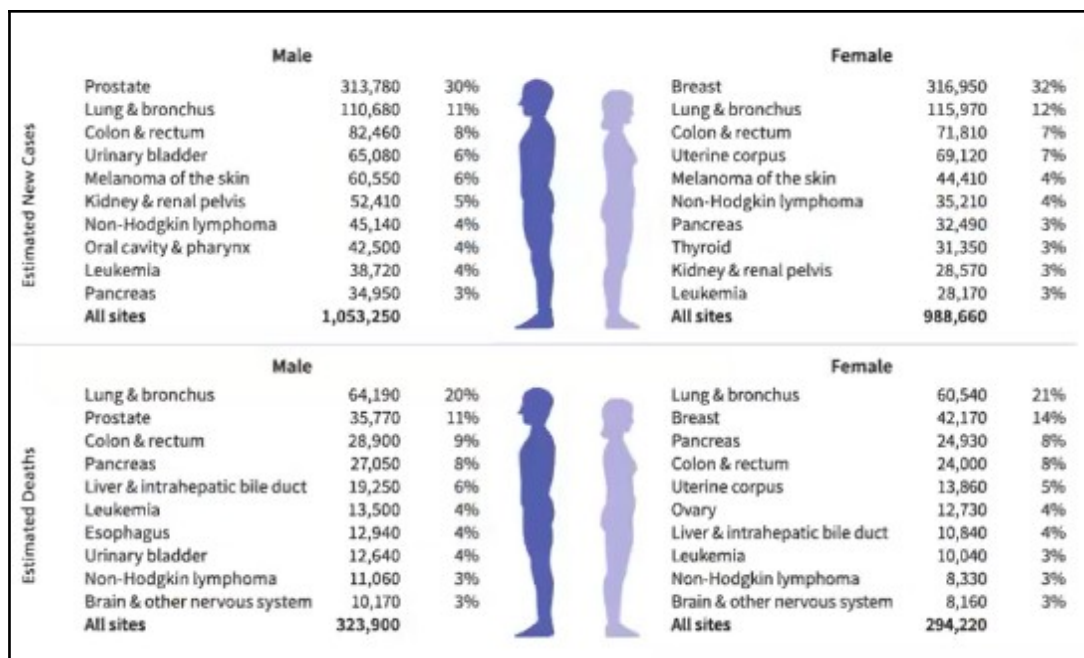 Male Female
Estimated New Cases
Prostate 313,780 30% Breast 316,950 32%
Lung & bronchus 110,680 11% Lung & bronchus 115,970 12%
Colon & rectum 82,460 8% Colon & rectum 71,810 7%
Urinary bladder 65,080 6% Uterine corpus 69,120 7%
Melanoma of the skin 60,550 6% Melanoma of the skin 44,410 4%
Kidney & renal pelvis 52,410 5% Non-Hodgkin lymphoma 35,210 4%
Non-Hodgkin lymphoma 45,140 4% Pancreas 32,490 3%
Oral cavity & pharynx 42,500 4% Thyroid 31,350 3%
Leukemia 38,720 4% Kidney & renal pelvis 28,570 3%
Pancreas 34,950 3% Leukemia 28,170 3%
All sites 1,053,250 All sites 988,660
Male Female
Estimated Deaths
Lung & bronchus 64,190 20% Lung & bronchus 60,540 21%
Prostate 35,770 11% Breast 42,170 14%
Colon & rectum 28,900 9% Pancreas 24,930 8%
Pancreas 27,050 8% Colon & rectum 24,000 8%
Liver & intrahepatic bile duct 19,250 6% Uterine corpus 13,860 5%
Leukemia 13,500 4% Ovary 12,730 4%
Esophagus 12,940 4% Liver & intrahepatic bile duct 10,840 4%
Urinary bladder 12,640 4% Leukemia 10,040 3%
Non-Hodgkin lymphoma 11,060 3% Non-Hodgkin lymphoma 8,330 3%
Brain & other nervous system 10,170 3% Brain & other nervous system 8,160 3%
All sites 323,900 All sites 294,220